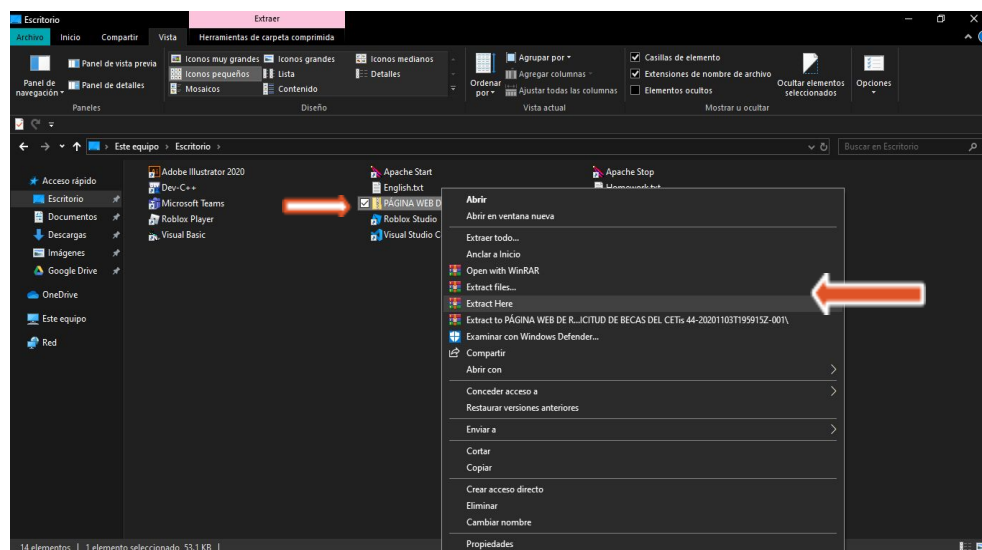 Escritorio
Extraer
Archivo Inicio Compartir Vista Herramientas de carpeta comprimida
Panel de navegación
Panel de vista previa
Panel de detalles
Paneles
Iconos muy grandes Iconos grandes Iconos medianos
Iconos pequeños Lista Detalles
Mosaicos Contenido
Diseño
Ordenar por
Agrupar por
Agregar columnas
Ajustar todas las columnas
Vista actual
Casillas de elemento
Extensiones de nombre de archivo
Elementos ocultos
Ocultar elementos seleccionados
Mostrar u ocultar
Opciones
Este equipo > Escritorio >
Buscar en Escritorio
Acceso rápido
Escritorio
Documentos
Descargas
Imágenes
Google Drive
OneDrive
Este equipo
Red
Adobe Illustrator 2020
Dev-C++
Microsoft Teams
Roblox Player
Visual Basic
Apache Start
English.txt
PÁGINA WEB D
Roblox Studio
Visual Studio C
Apache Stop
Homework.txt
Abrir
Abrir en ventana nueva
Extraer todo...
Anclar a Inicio
Open with WinRAR
Extract files...
Extract Here
Extract to PÁGINA WEB DE R...ICITUD DE BECAS DEL CETis 44-20201103T195915Z-001\
Examinar con Windows Defender...
Compartir
Abrir con
Conceder acceso a
Restaurar versiones anteriores
Enviar a
Cortar
Copiar
Crear acceso directo
Eliminar
Cambiar nombre
Propiedades
14 elementos | 1 elemento seleccionado 53.1 KB |